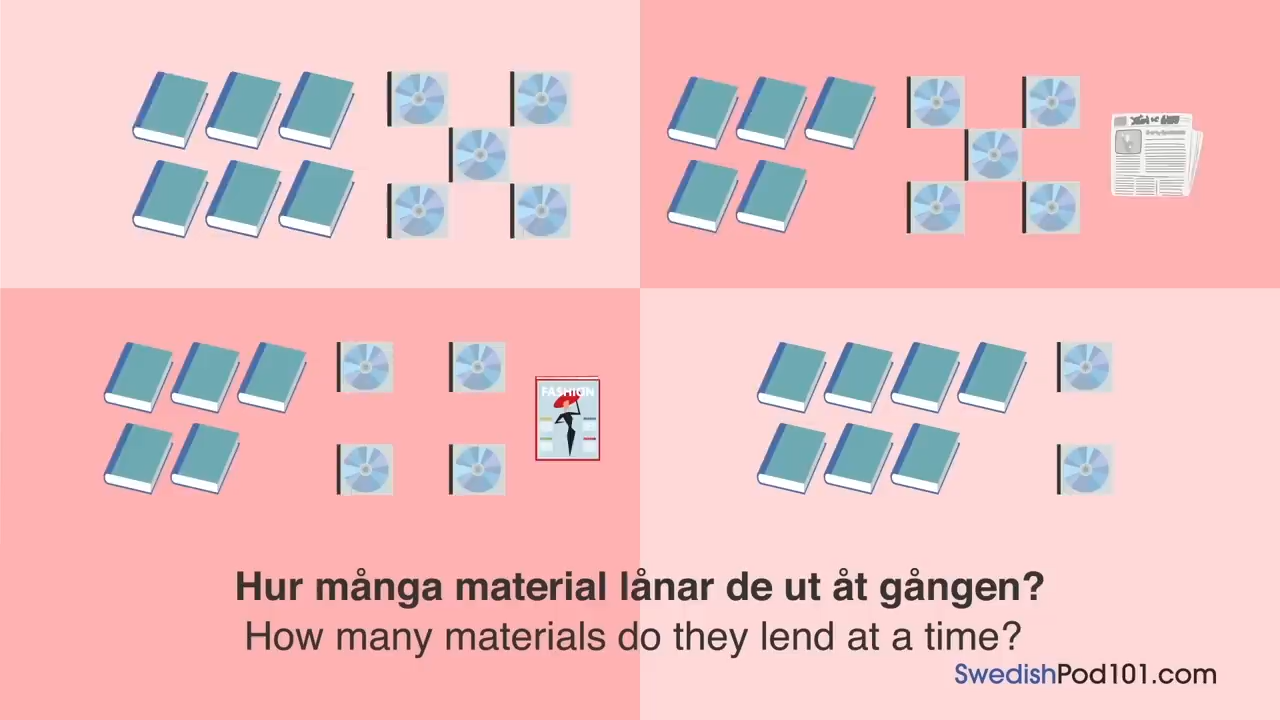 FASHION
Hur många material lånar de ut åt gången?
How many materials do they lend at a time?
SwedishPod101.com